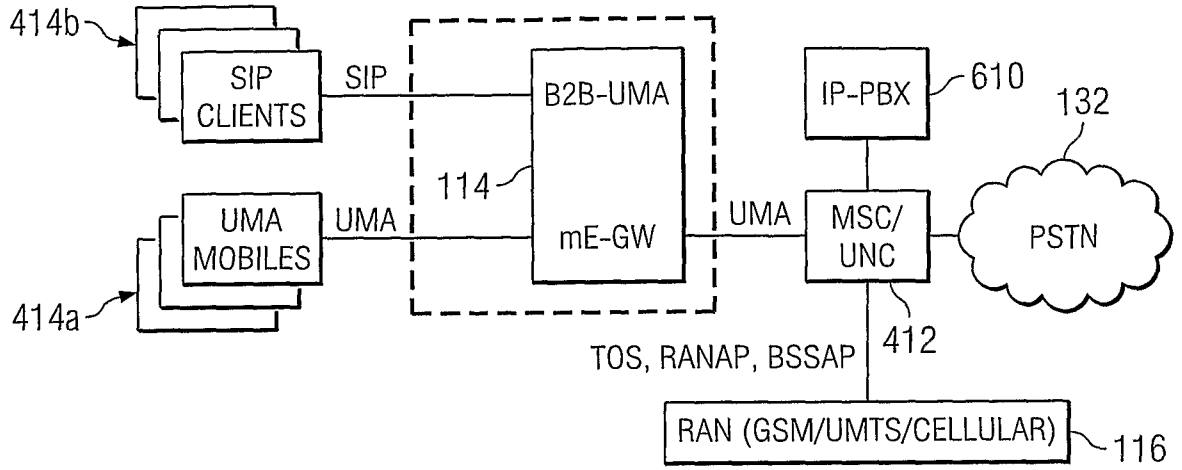 414b
SIP
CLIENTS
SIP
B2B-UMA
IP-PBX
610
132
114
UMA
MOBILES
UMA
mE-GW
UMA
MSC/
UNC
PSTN
414a
412
TOS, RANAP, BSSAP
RAN (GSM/UMTS/CELLULAR)
116